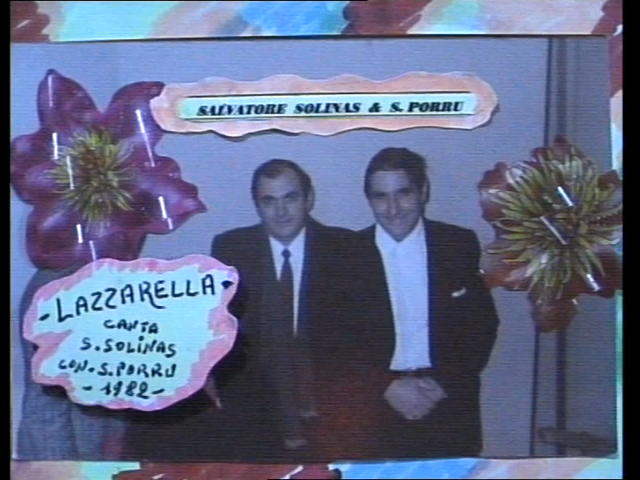 SALVATORE SOLINAS & S. PORRU
- LAZZARELLA -
CANTA
S. SOLINAS
CON. S. PORRU
- 1982 -